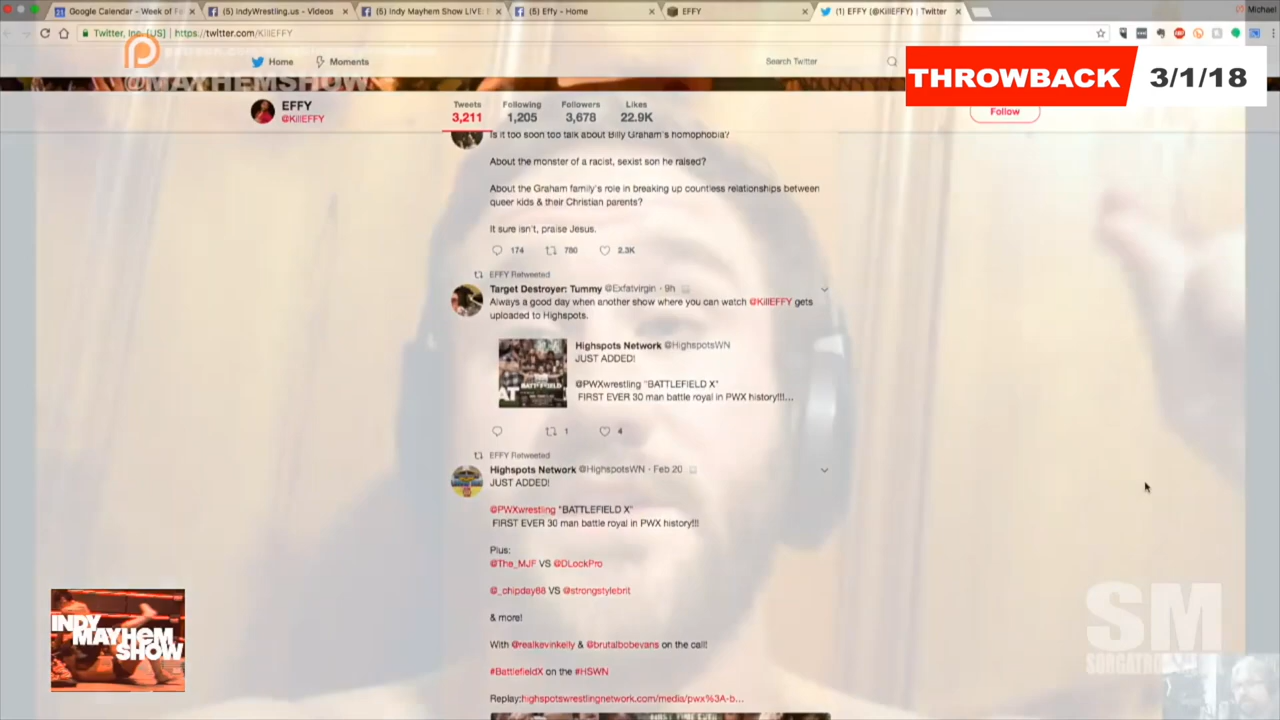 Google Calendar - Week of Fe
(5) IndyWrestling.us - Videos
(5) Indy Mayhem Show LIVE:
(5) Effy - Home
EFFY
(1) EFFY (@KillEFFY) | Twitter
Michael
Twitter, Inc. [US] | https://twitter.com/KillEFFY
Home
Moments
Search Twitter
@MAYHEMSHOW
THROWBACK
3/1/18
EFFY
@KillEFFY
Tweets
3,211
Following
1,205
Followers
3,678
Likes
22.9K
Follow
Is it too soon too talk about Billy Graham's homophobia?
About the monster of a racist, sexist son he raised?
About the Graham family's role in breaking up countless relationships between
queer kids & their Christian parents?
It sure isn't, praise Jesus.
174
780
2.3K
EFFY Retweeted
Target Destroyer: Tummy @Exfatvirgin · 9h
Always a good day when another show where you can watch @KillEFFY gets
uploaded to Highspots.
Highspots Network @HighspotsWN
JUST ADDED!
@PWXwrestling "BATTLEFIELD X"
FIRST EVER 30 man battle royal in PWX history!!!...
1
4
EFFY Retweeted
Highspots Network @HighspotsWN · Feb 20
JUST ADDED!
@PWXwrestling "BATTLEFIELD X"
FIRST EVER 30 man battle royal in PWX history!!!
Plus:
@The_MJF VS @DLockPro
@_chipday88 VS @strongstylebrit
& more!
With @realkevinkelly & @brutalbobevans on the call!
#BattlefieldX on the #HSWN
Replay:highspotswrestlingnetwork.com/media/pwx%3A-b...
INDY
MAYHEM
SHOW
SM